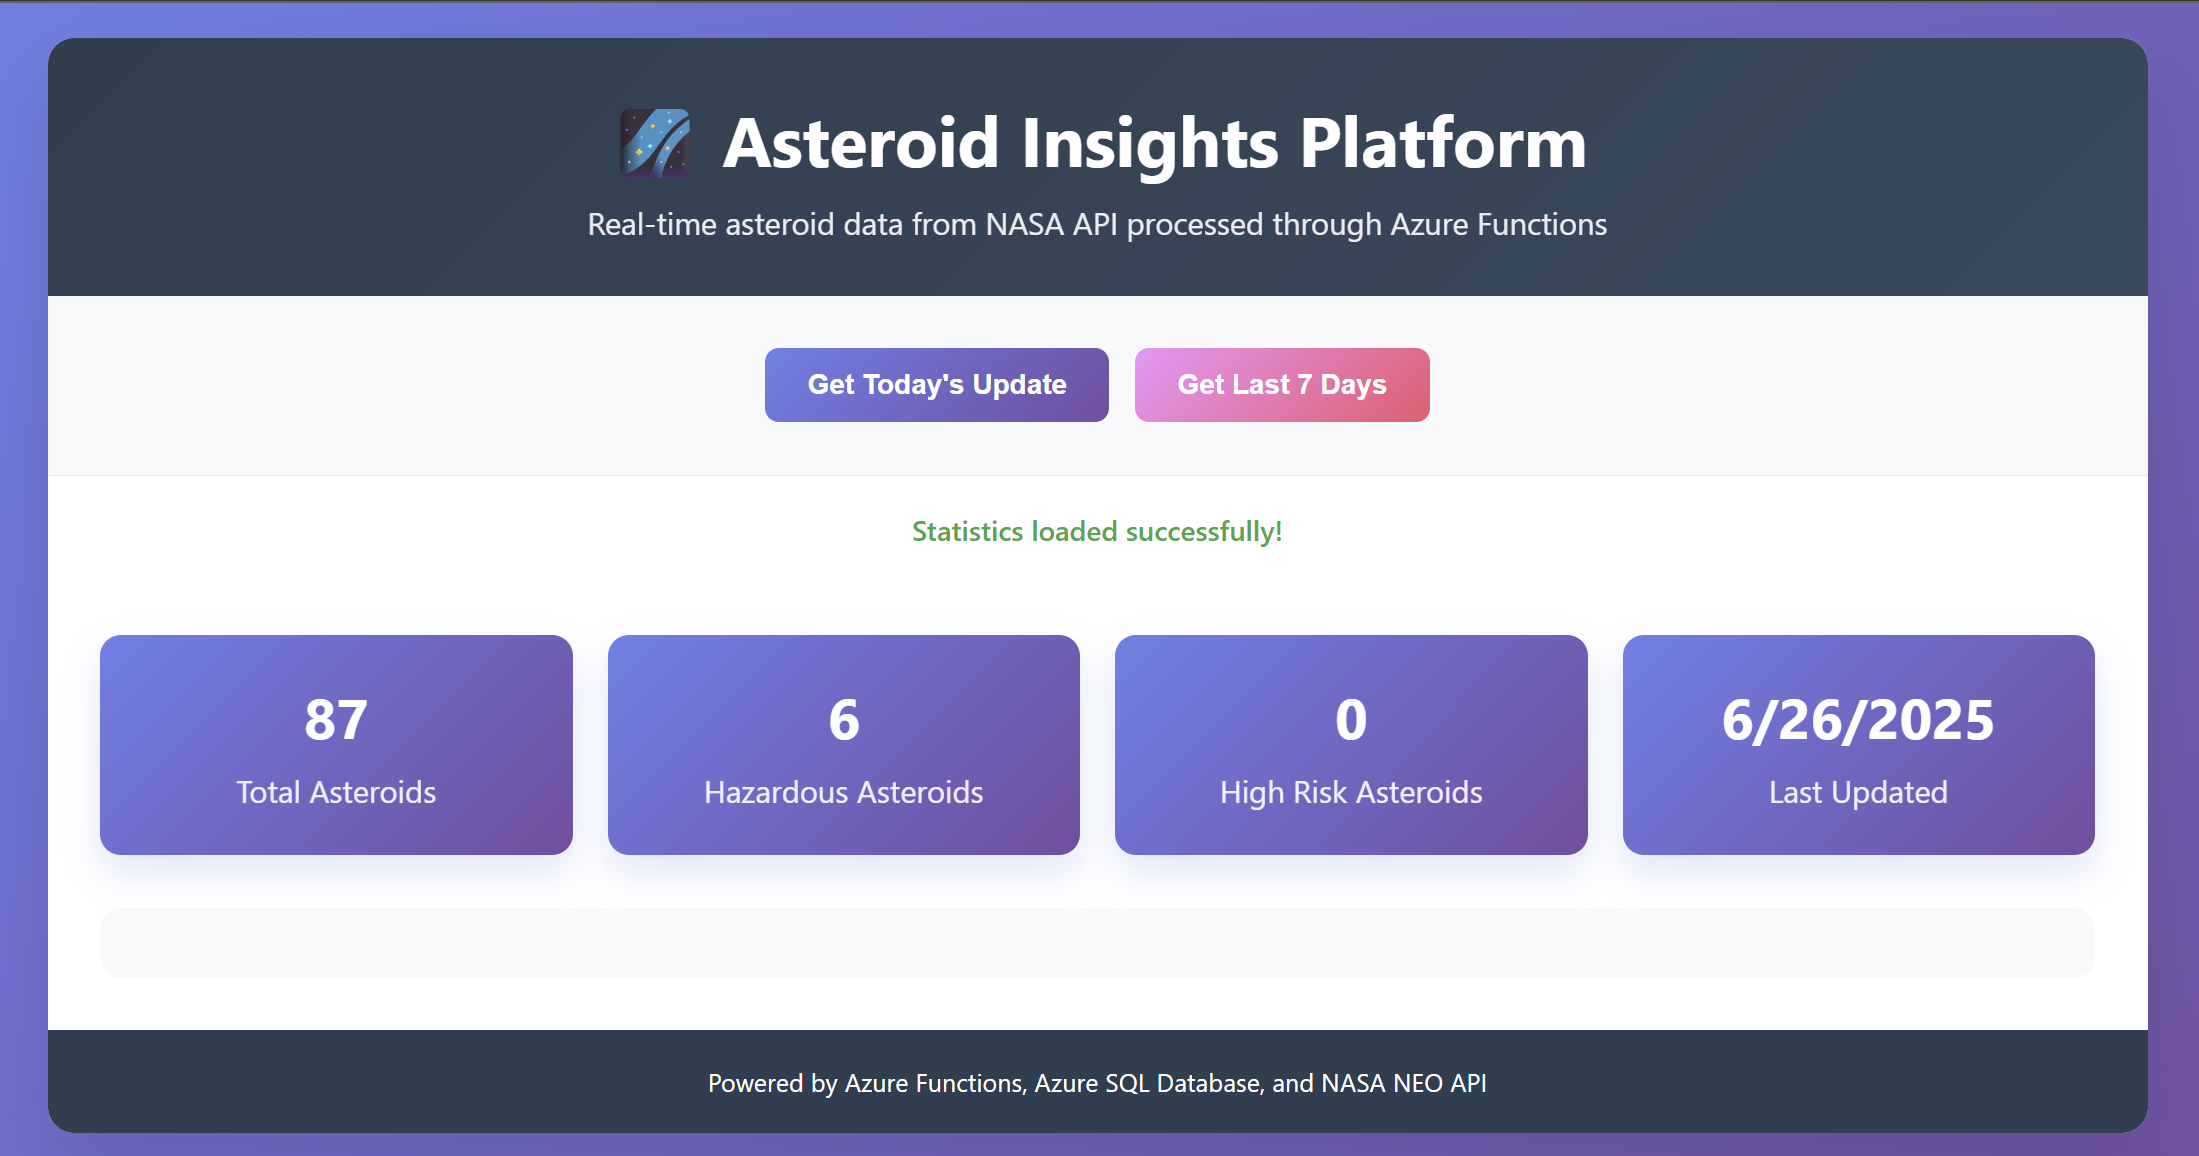 Asteroid Insights Platform
Real-time asteroid data from NASA API processed through Azure Functions
Get Today's Update
Get Last 7 Days
Statistics loaded successfully!
87
Total Asteroids
6
Hazardous Asteroids
0
High Risk Asteroids
6/26/2025
Last Updated
Powered by Azure Functions, Azure SQL Database, and NASA NEO API